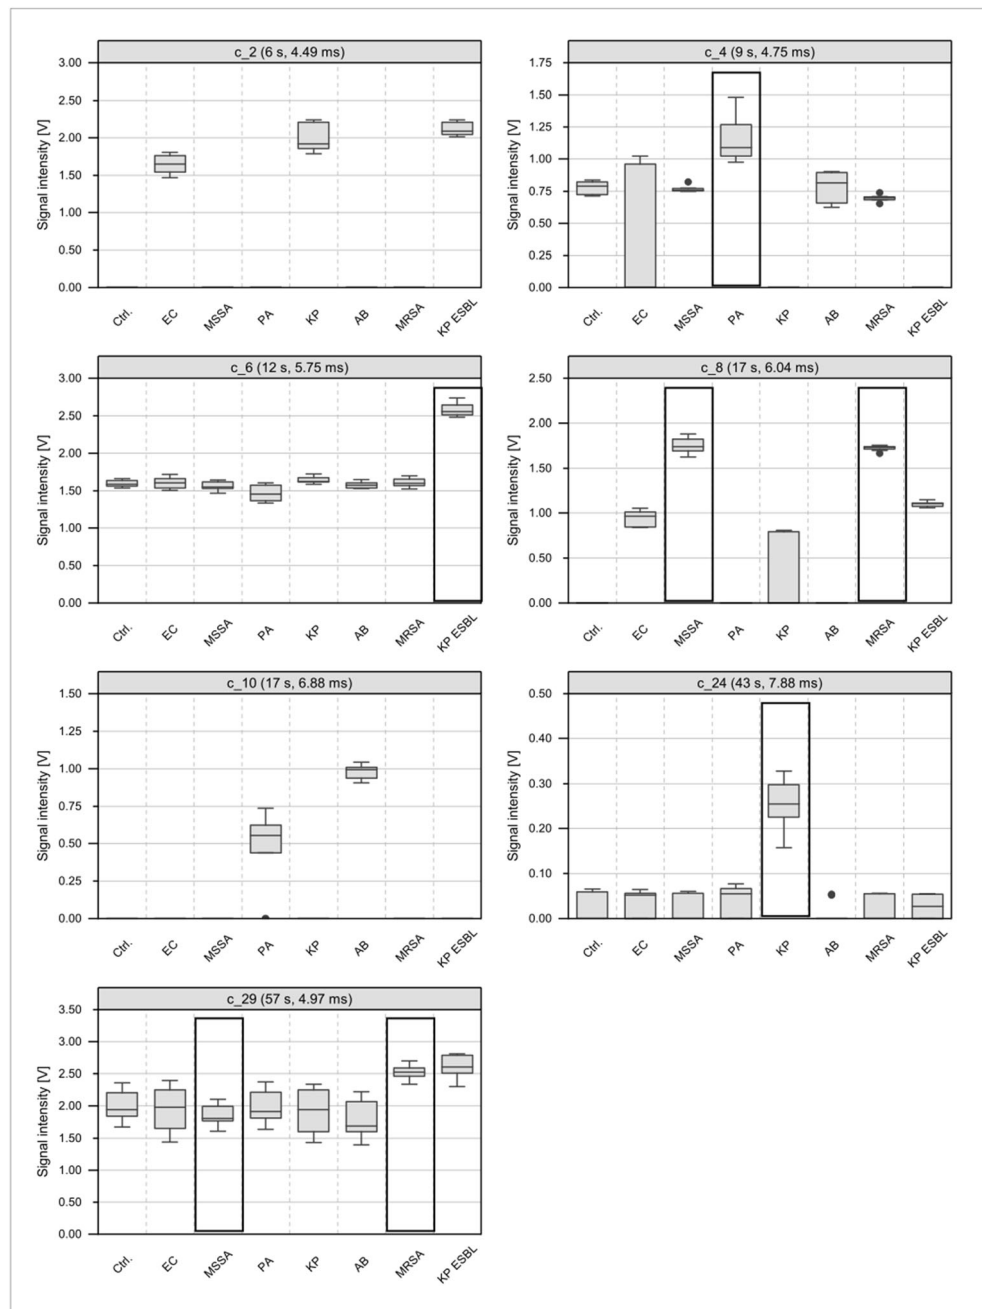 c_2 (6 s, 4.49 ms)
Signal intensity [V]
3.00
2.50
2.00
1.50
1.00
0.50
0.00
Ctrl. EC MSSA PA KP AB MRSA KP ESBL
c_4 (9 s, 4.75 ms)
Signal intensity [V]
1.75
1.50
1.25
1.00
0.75
0.50
0.25
0.00
Ctrl. EC MSSA PA KP AB MRSA KP ESBL
c_6 (12 s, 5.75 ms)
Signal intensity [V]
3.00
2.50
2.00
1.50
1.00
0.50
0.00
Ctrl. EC MSSA PA KP AB MRSA KP ESBL
c_8 (17 s, 6.04 ms)
Signal intensity [V]
2.50
2.00
1.50
1.00
0.50
0.00
Ctrl. EC MSSA PA KP AB MRSA KP ESBL
c_10 (17 s, 6.88 ms)
Signal intensity [V]
1.50
1.25
1.00
0.75
0.50
0.25
0.00
Ctrl. EC MSSA PA KP AB MRSA KP ESBL
c_24 (43 s, 7.88 ms)
Signal intensity [V]
0.50
0.40
0.30
0.20
0.10
0.00
Ctrl. EC MSSA PA KP AB MRSA KP ESBL
c_29 (57 s, 4.97 ms)
Signal intensity [V]
3.50
3.00
2.50
2.00
1.50
1.00
0.50
0.00
Ctrl. EC MSSA PA KP AB MRSA KP ESBL